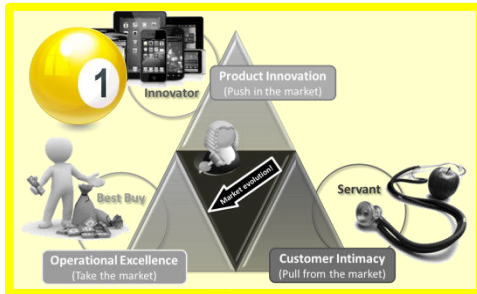 1
Innovator
Product Innovation
(Push in the market)
Market evolution!
Best Buy
Servant
Operational Excellence
(Take the market)
Customer Intimacy
(Pull from the market)